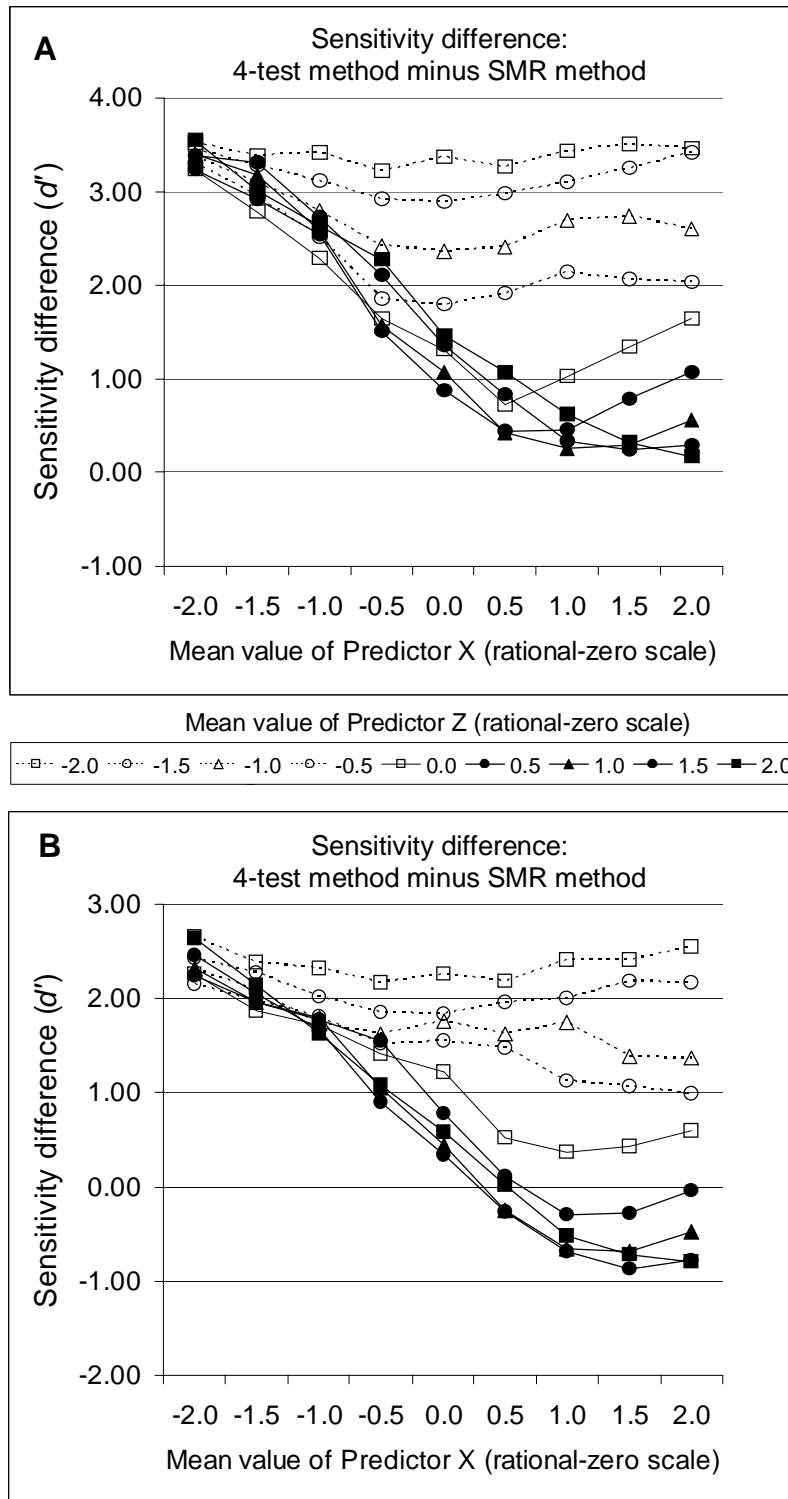 A
Sensitivity difference:
4-test method minus SMR method
Sensitivity difference (d')
4.00
3.00
2.00
1.00
0.00
-1.00
-2.0 -1.5 -1.0 -0.5 0.0 0.5 1.0 1.5 2.0
Mean value of Predictor X (rational-zero scale)
Mean value of Predictor Z (rational-zero scale)
-2.0 -1.5 -1.0 -0.5 0.0 0.5 1.0 1.5 2.0
B
Sensitivity difference:
4-test method minus SMR method
Sensitivity difference (d')
3.00
2.00
1.00
0.00
-1.00
-2.00
-2.0 -1.5 -1.0 -0.5 0.0 0.5 1.0 1.5 2.0
Mean value of Predictor X (rational-zero scale)